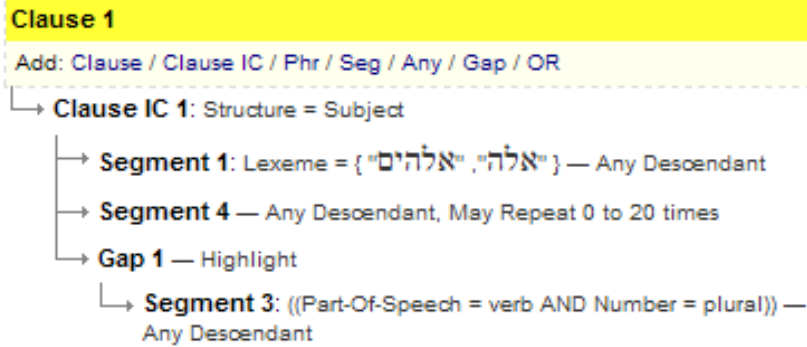 Clause 1
Add: Clause / Clause IC / Phr / Seg / Any / Gap / OR
Clause IC 1: Structure = Subject
Segment 1: Lexeme = { "אלה", "אלהים" } — Any Descendant
Segment 4 — Any Descendant, May Repeat 0 to 20 times
Gap 1 — Highlight
Segment 3: ((Part-Of-Speech = verb AND Number = plural)) —
Any Descendant